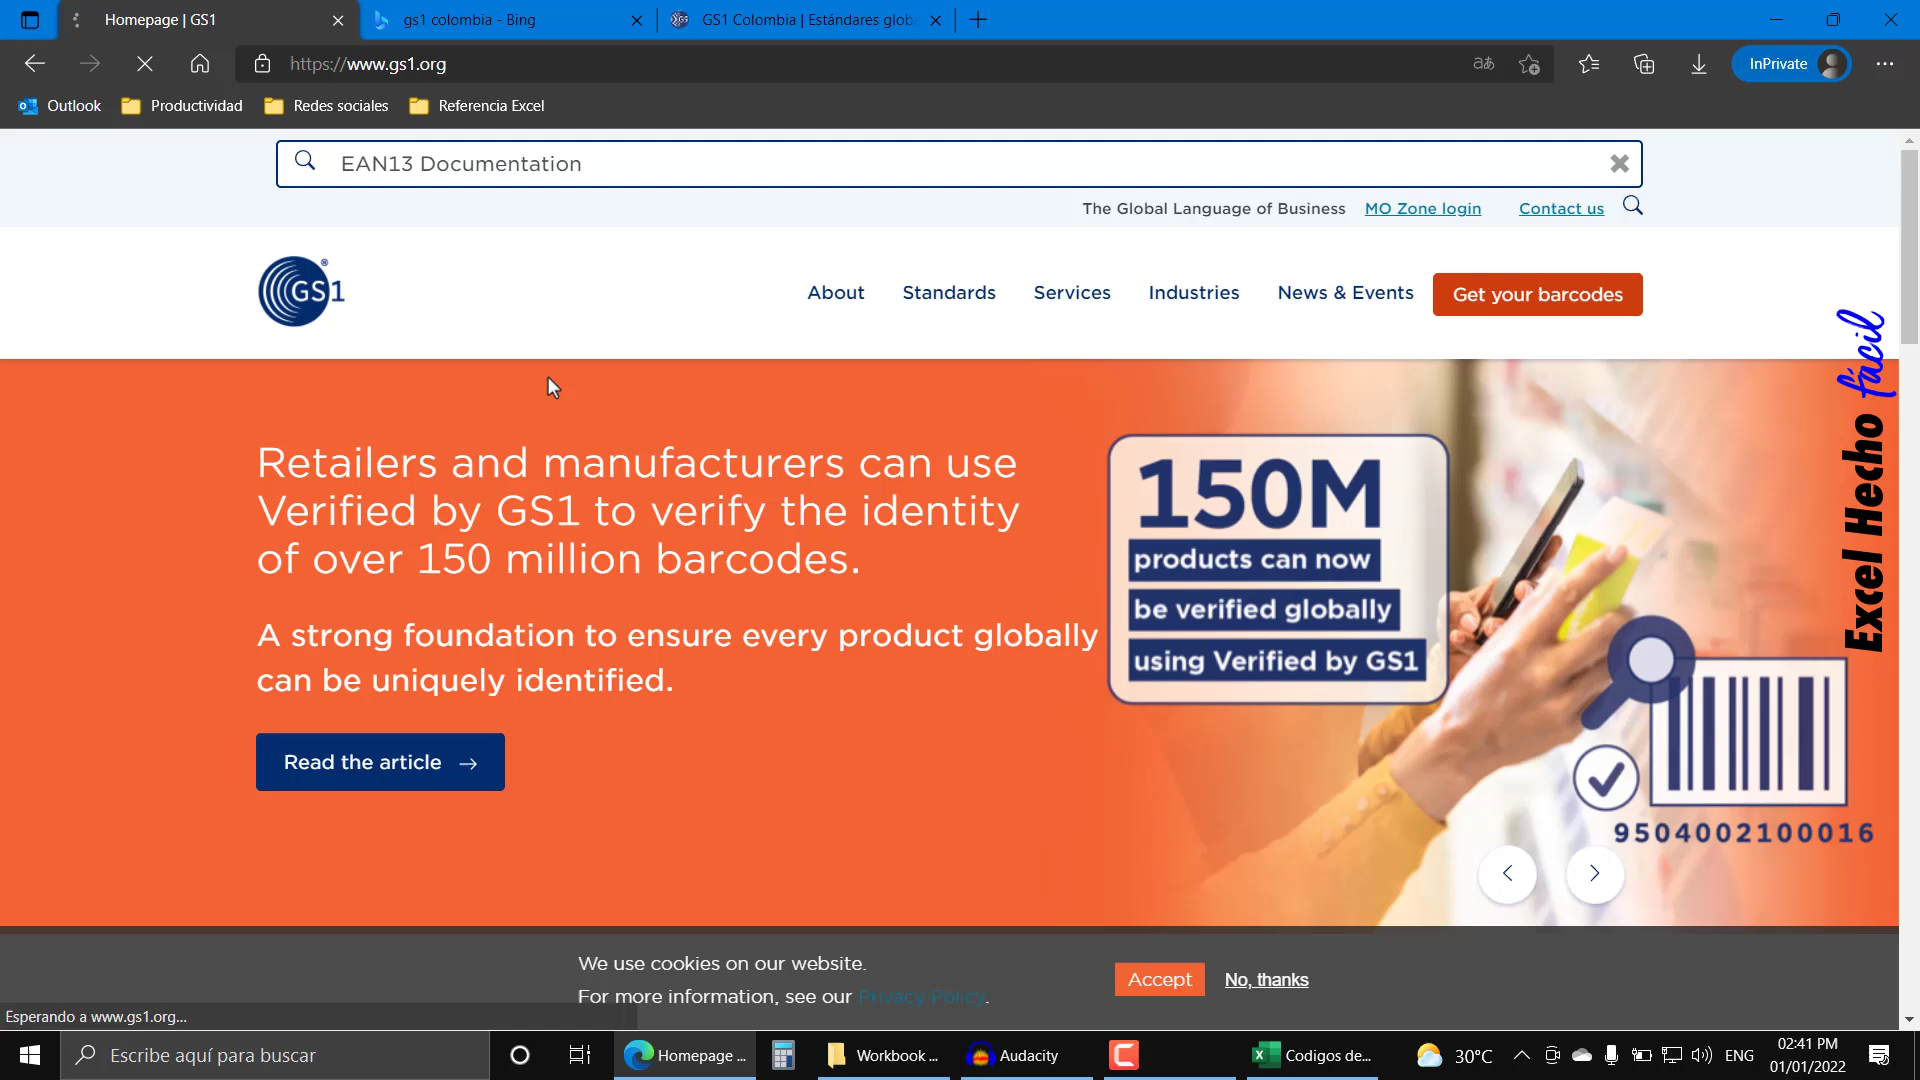 Homepage | GS1
gs1 colombia - Bing
GS1 Colombia | Estándares globa
https://www.gs1.org
aあ
InPrivate
Outlook
Productividad
Redes sociales
Referencia Excel
EAN13 Documentation
The Global Language of Business
MO Zone login
Contact us
GS1
About
Standards
Services
Industries
News & Events
Get your barcodes
Excel Hecho fácil
Retailers and manufacturers can use
Verified by GS1 to verify the identity
of over 150 million barcodes.
A strong foundation to ensure every product globally
can be uniquely identified.
Read the article
150M
products can now
be verified globally
using Verified by GS1
9504002100016
We use cookies on our website.
For more information, see our Privacy Policy.
Accept
No, thanks
Esperando a www.gs1.org...
Escribe aquí para buscar
Homepage ...
Workbook ...
Audacity
Codigos de...
30°C
ENG
02:41 PM
01/01/2022